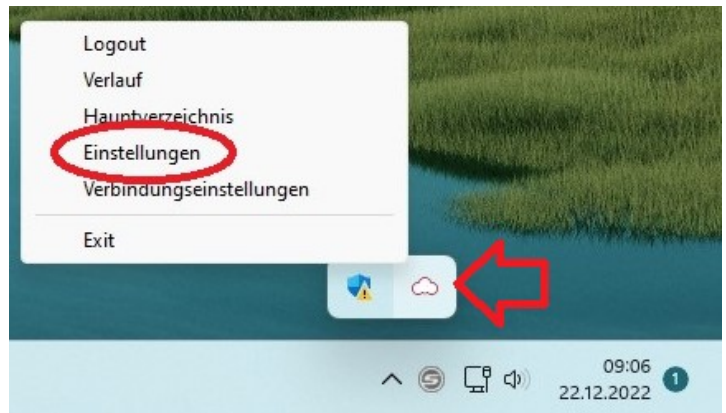 Logout
Verlauf
Hauptverzeichnis
Einstellungen
Verbindungseinstellungen
Exit
09:06
22.12.2022
1